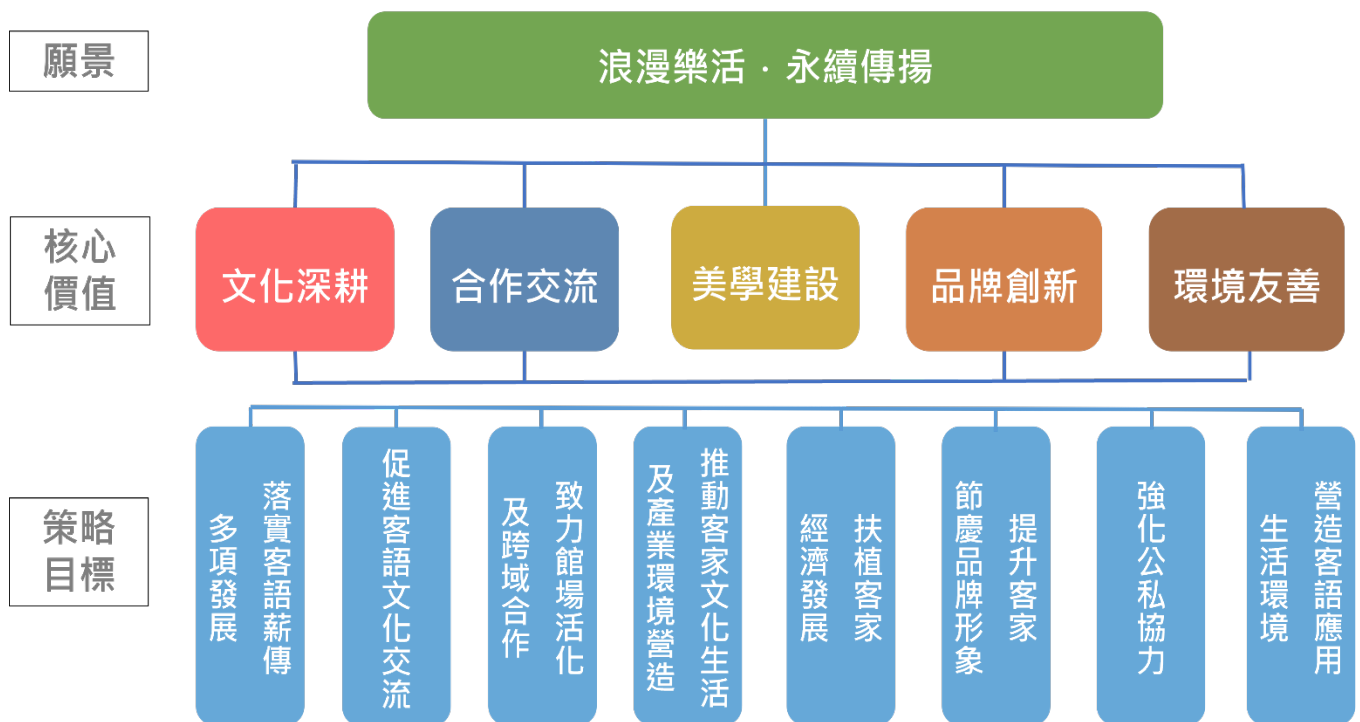 願景
浪漫樂活．永續傳揚
核心
價值
文化深耕
合作交流
美學建設
品牌創新
環境友善
策略
目標
落實客語薪傳
多項發展
促進客語文化交流
致力館場活化
及跨域合作
推動客家文化生活
及產業環境營造
扶植客家
經濟發展
提升客家
節慶品牌形象
強化公私協力
營造客語應用
生活環境